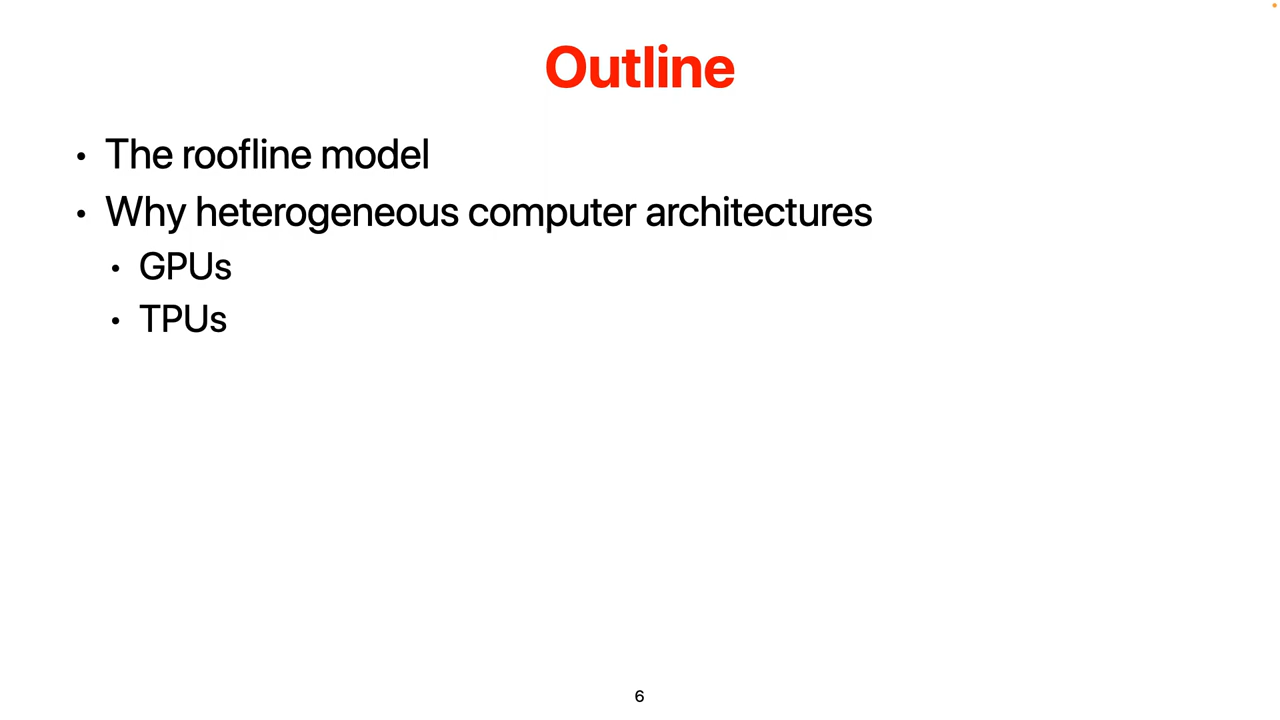 Outline
• The roofline model
• Why heterogeneous computer architectures
• GPUs
• TPUs
6